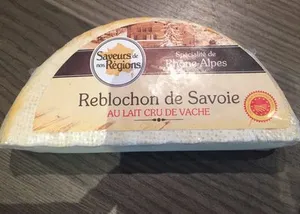 Saveurs de
nos Régions
Spécialité de
Rhône-Alpes
Reblochon de Savoie
AU LAIT CRU DE VACHE